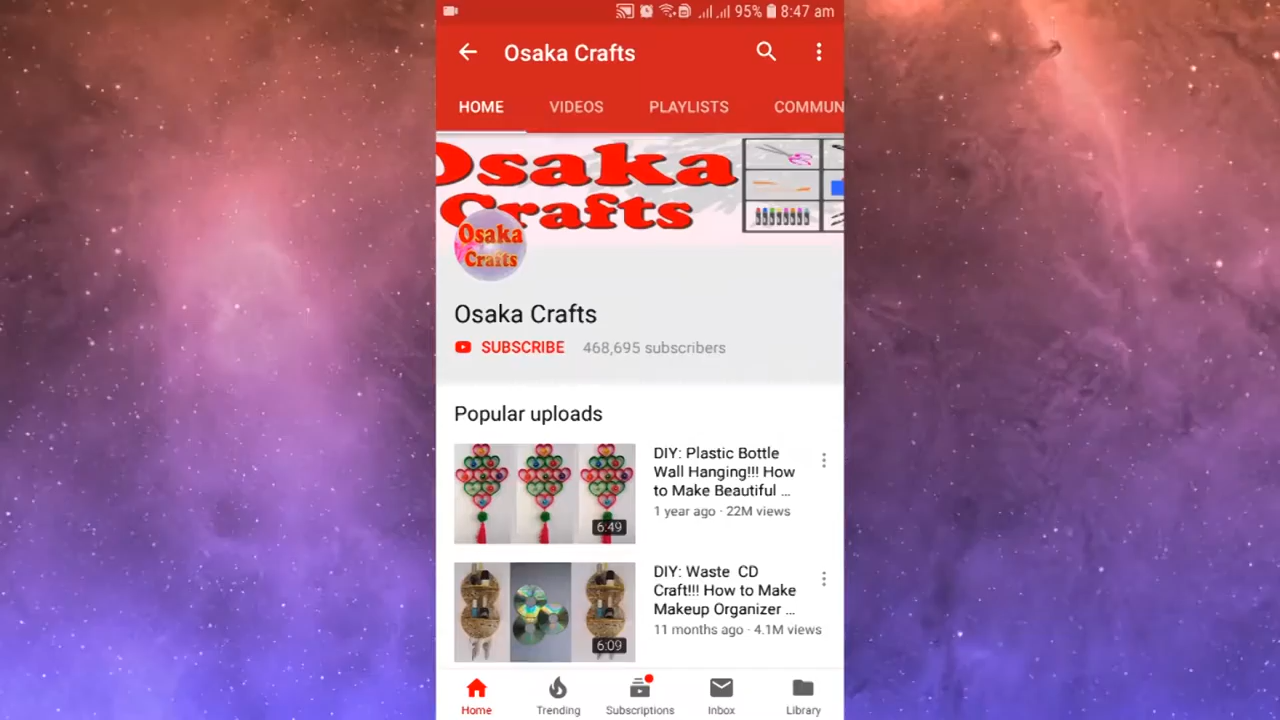 95% 8:47 am
Osaka Crafts
HOME VIDEOS PLAYLISTS COMMUN
Osaka
Crafts
Osaka
Crafts
Osaka Crafts
SUBSCRIBE 468,695 subscribers
Popular uploads
DIY: Plastic Bottle
Wall Hanging!!! How
to Make Beautiful ...
1 year ago · 22M views
6:49
DIY: Waste CD
Craft!!! How to Make
Makeup Organizer ...
11 months ago · 4.1M views
6:09
Home Trending Subscriptions Inbox Library